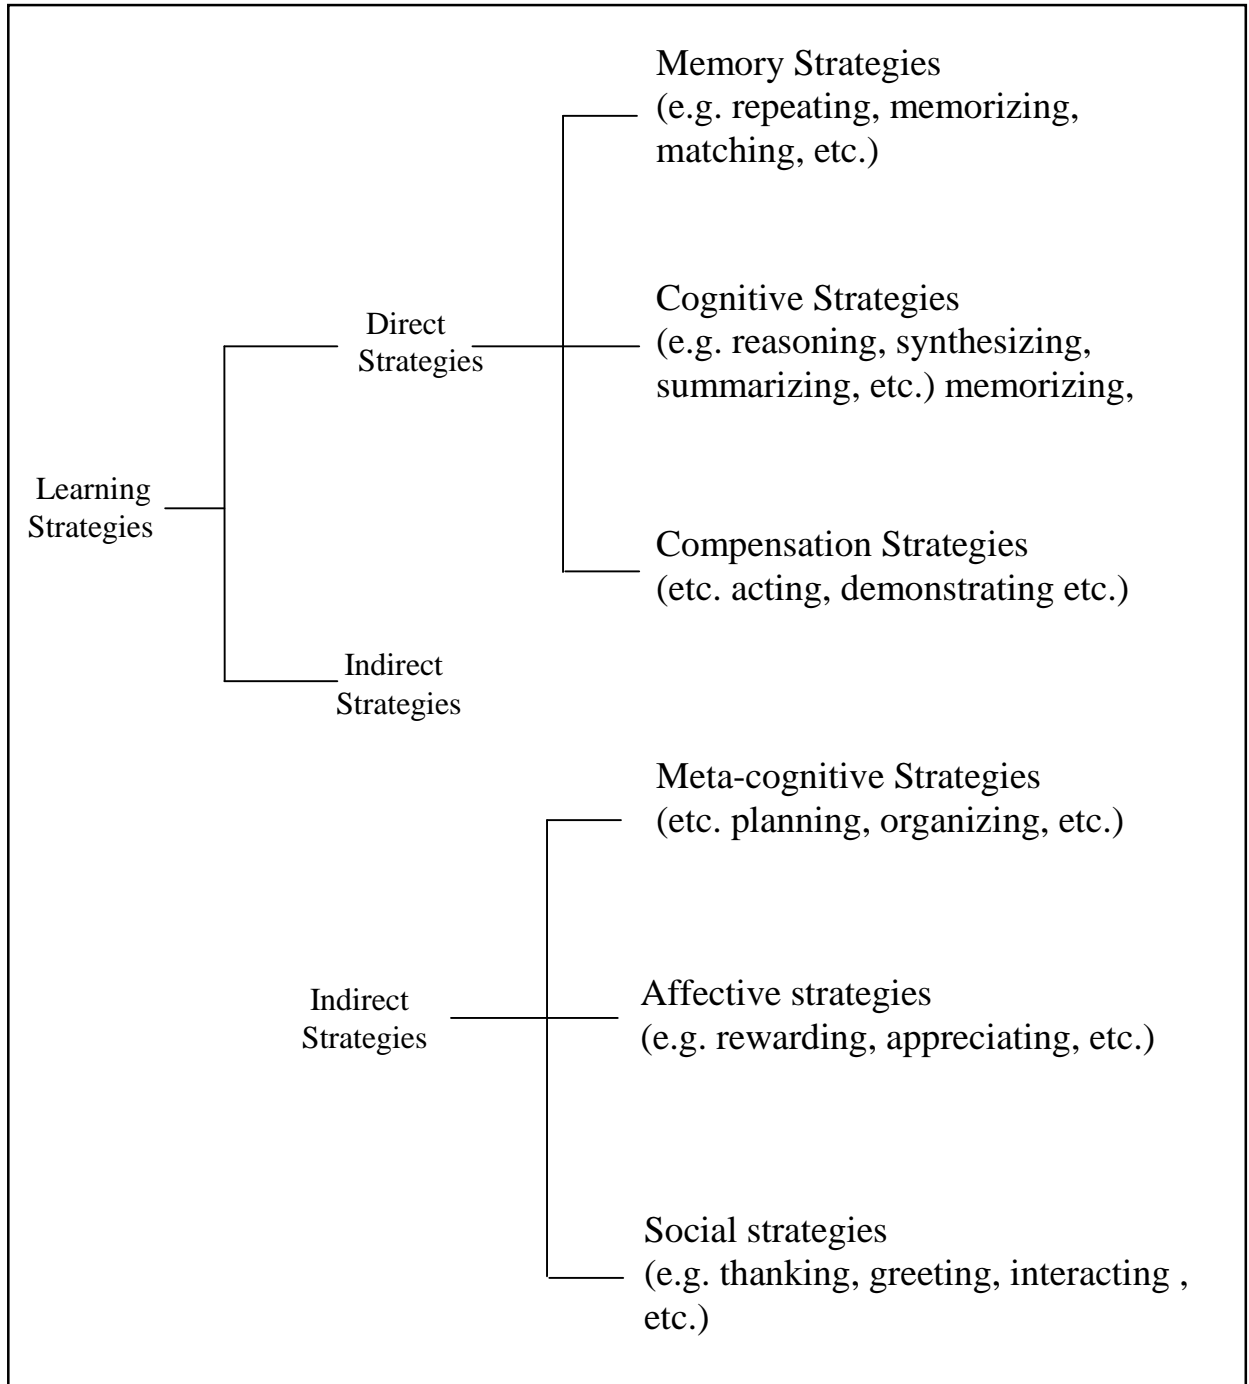 Memory Strategies
(e.g. repeating, memorizing,
matching, etc.)
Cognitive Strategies
(e.g. reasoning, synthesizing,
summarizing, etc.) memorizing,
Direct
Strategies
Learning
Strategies
Compensation Strategies
(etc. acting, demonstrating etc.)
Indirect
Strategies
Meta-cognitive Strategies
(etc. planning, organizing, etc.)
Indirect
Strategies
Affective strategies
(e.g. rewarding, appreciating, etc.)
Social strategies
(e.g. thanking, greeting, interacting ,
etc.)